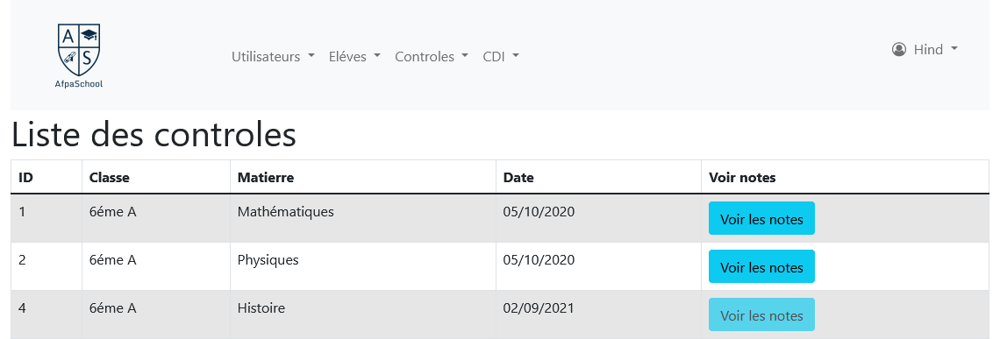 A
S
AfpaSchool
Utilisateurs Eléves Controles CDI Hind
Liste des controles
ID Classe Matierre Date Voir notes
1 6éme A Mathématiques 05/10/2020 Voir les notes
2 6éme A Physiques 05/10/2020 Voir les notes
4 6éme A Histoire 02/09/2021 Voir les notes